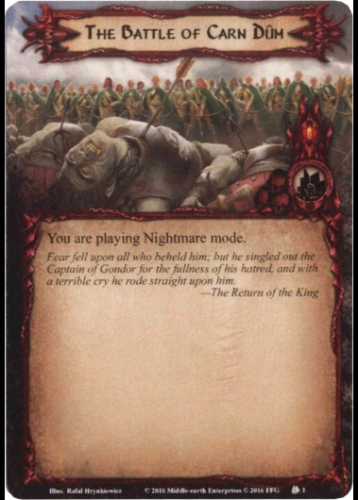 The Battle of Carn Dûm
You are playing Nightmare mode.
Fear fell upon all who beheld him; but he singled out the
Captain of Gondor for the fullness of his hatred, and with
a terrible cry he rode straight upon him.
—The Return of the King
Illus. Rafał Hrynkiewicz © 2016 Middle-earth Enterprises © 2016 FFG 1